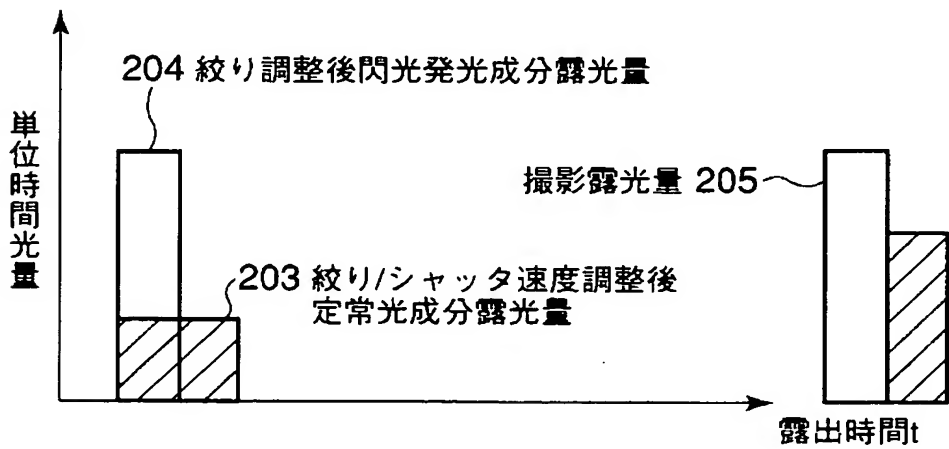 204 絞り調整後閃光発光成分露光量
単位時間光量
撮影露光量 205
203 絞り/シャッタ速度調整後
定常光成分露光量
露出時間t